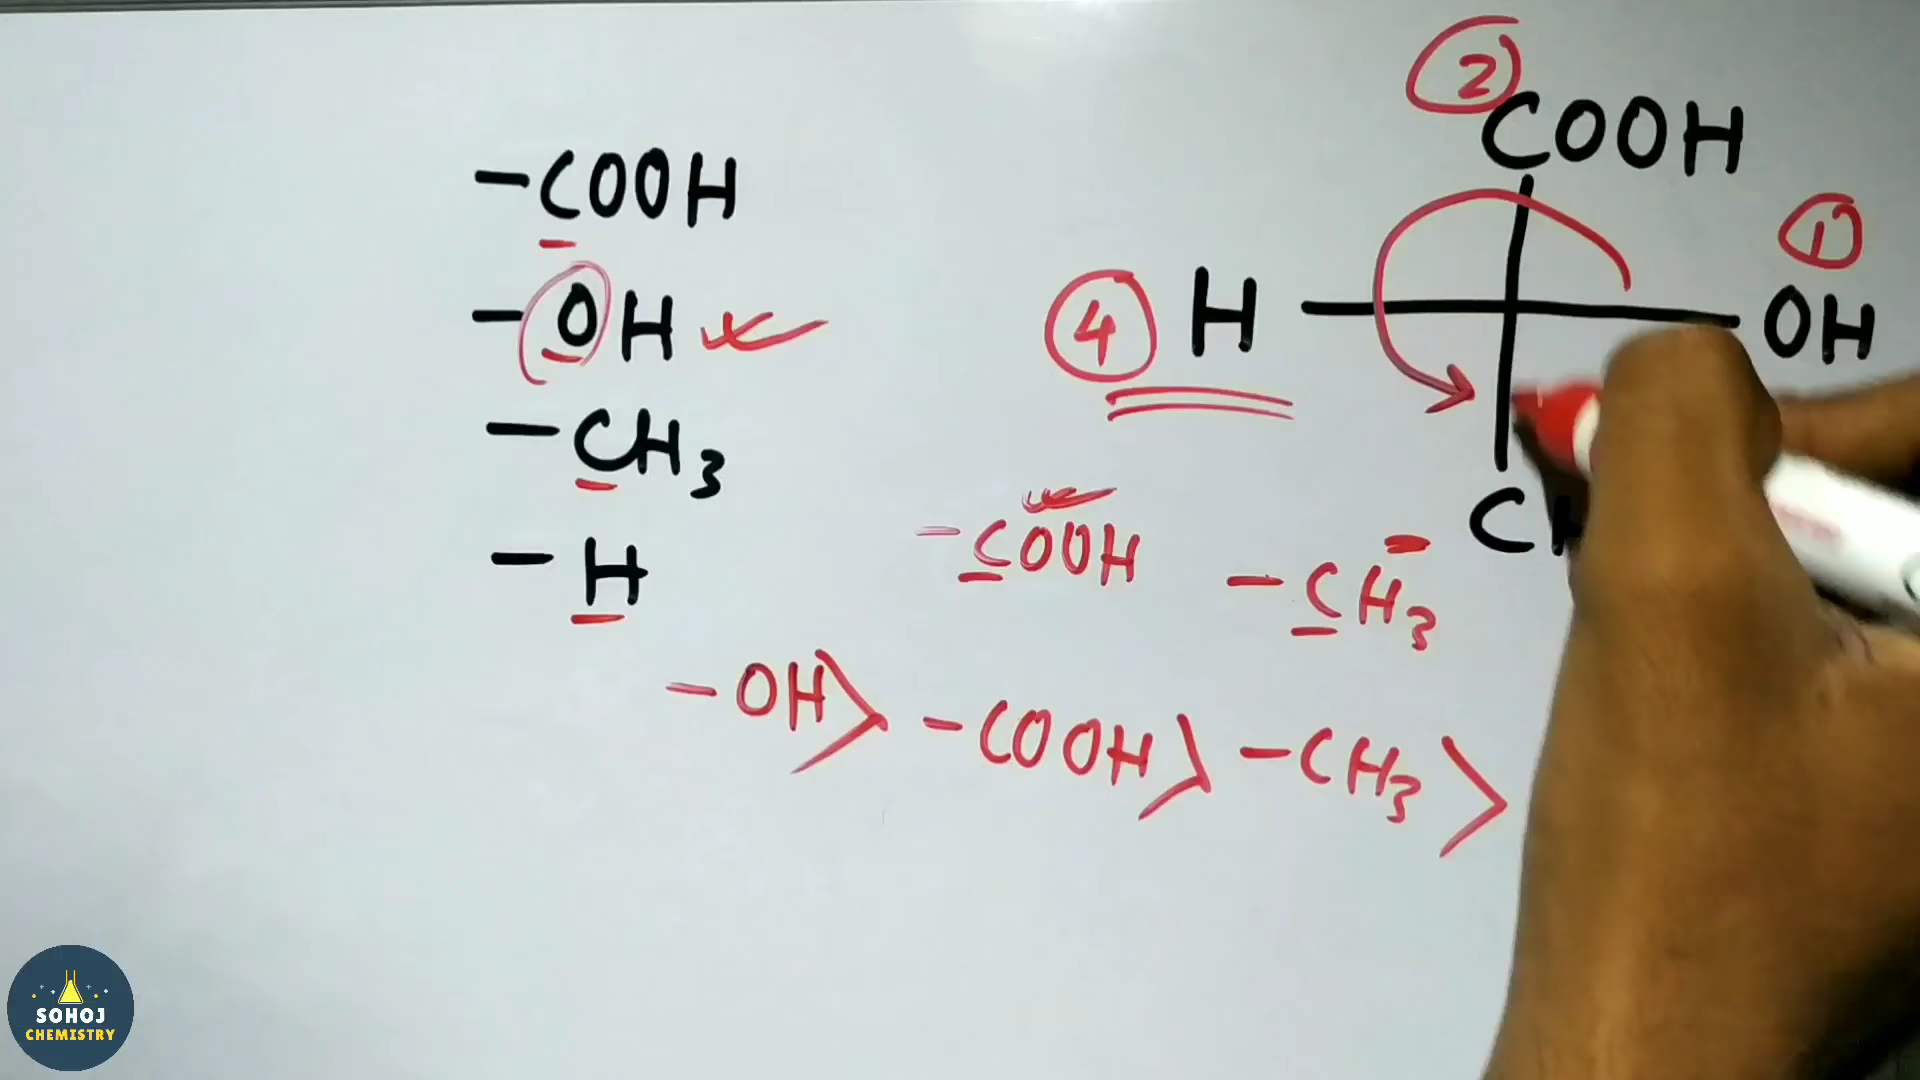 -COOH
-OH
-CH3
-H
2
COOH
1
4 H
OH
-COOH
-CH3
-OH> -COOH> -CH3>
SOHOJ
CHEMISTRY